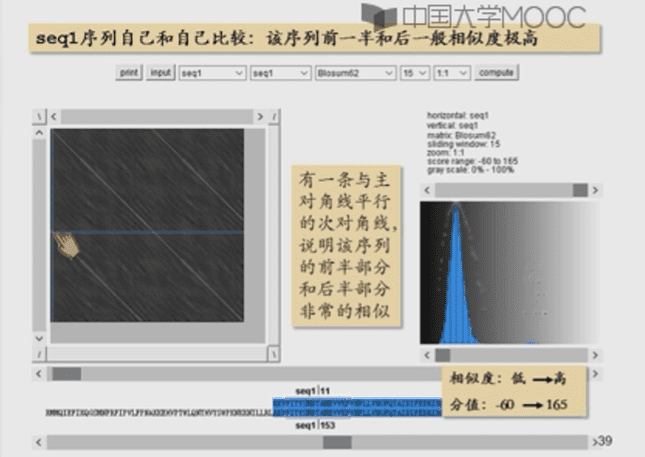 中国大学MOOC
seq1序列自己和自己比较：该序列前一半和后一般相似度极高
print input seq1 seq1 Blosum62 15 1:1 compute
horizontal: seq1
vertical: seq1
matrix: Blosum62
sliding window: 15
zoom: 1:1
score range: -60 to 165
gray scale: 0% - 100%
有一条与主
对角线平行
的次对角线，
说明该序列
的前半部分
和后半部分
非常的相似
相似度：低→高
分值：-60→165
seq1|11
seq1|153
39